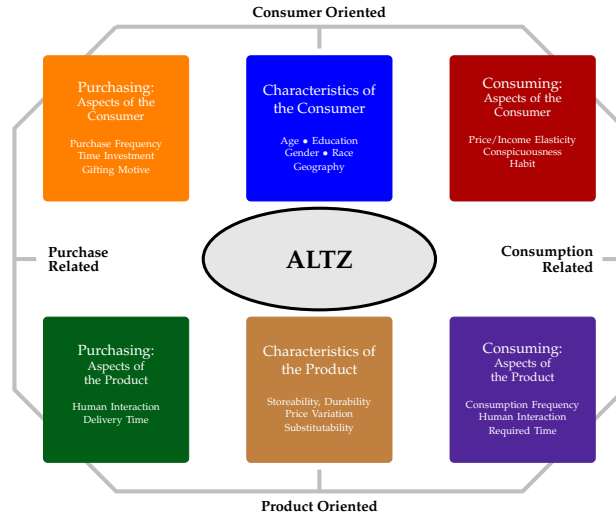 Consumer Oriented
Purchasing:
Aspects of the
Consumer
Purchase Frequency
Time Investment
Gifting Motive
Characteristics of
the Consumer
Age • Education
Gender • Race
Geography
Consuming:
Aspects of the
Consumer
Price/Income Elasticity
Conspicuousness
Habit
Purchase
Related
ALTZ
Consumption
Related
Purchasing:
Aspects of
the Product
Human Interaction
Delivery Time
Characteristics of
the Product
Storeability, Durability
Price Variation
Substitutability
Consuming:
Aspects of
the Product
Consumption Frequency
Human Interaction
Required Time
Product Oriented